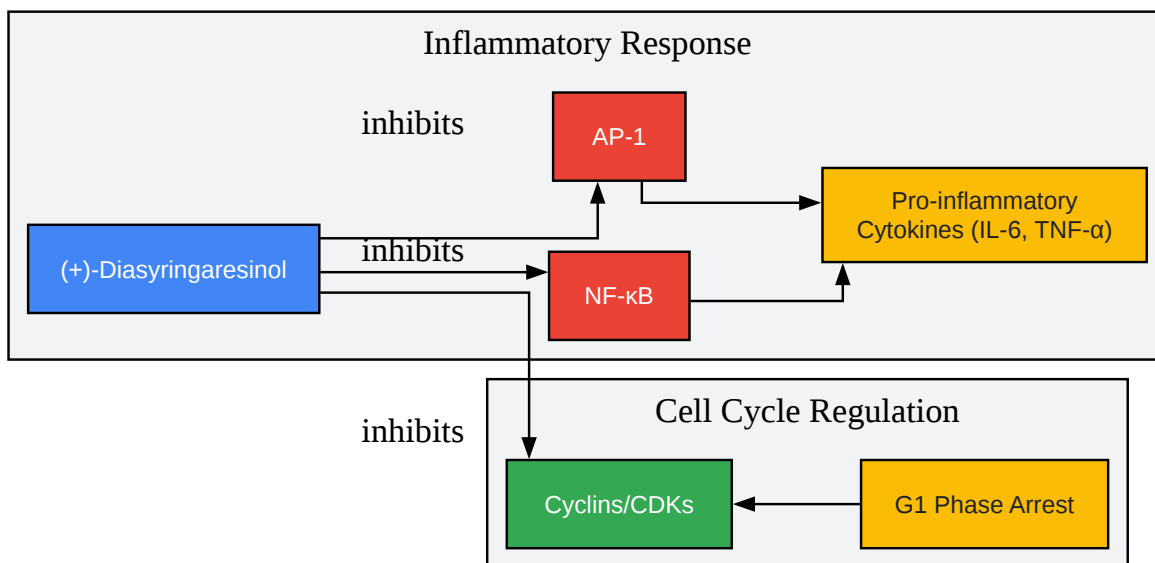 Inflammatory Response
inhibits
AP-1
Pro-inflammatory
Cytokines (IL-6, TNF-α)
(+)-Diasyringaresinol
inhibits
NF-κB
Cell Cycle Regulation
inhibits
Cyclins/CDKs
G1 Phase Arrest